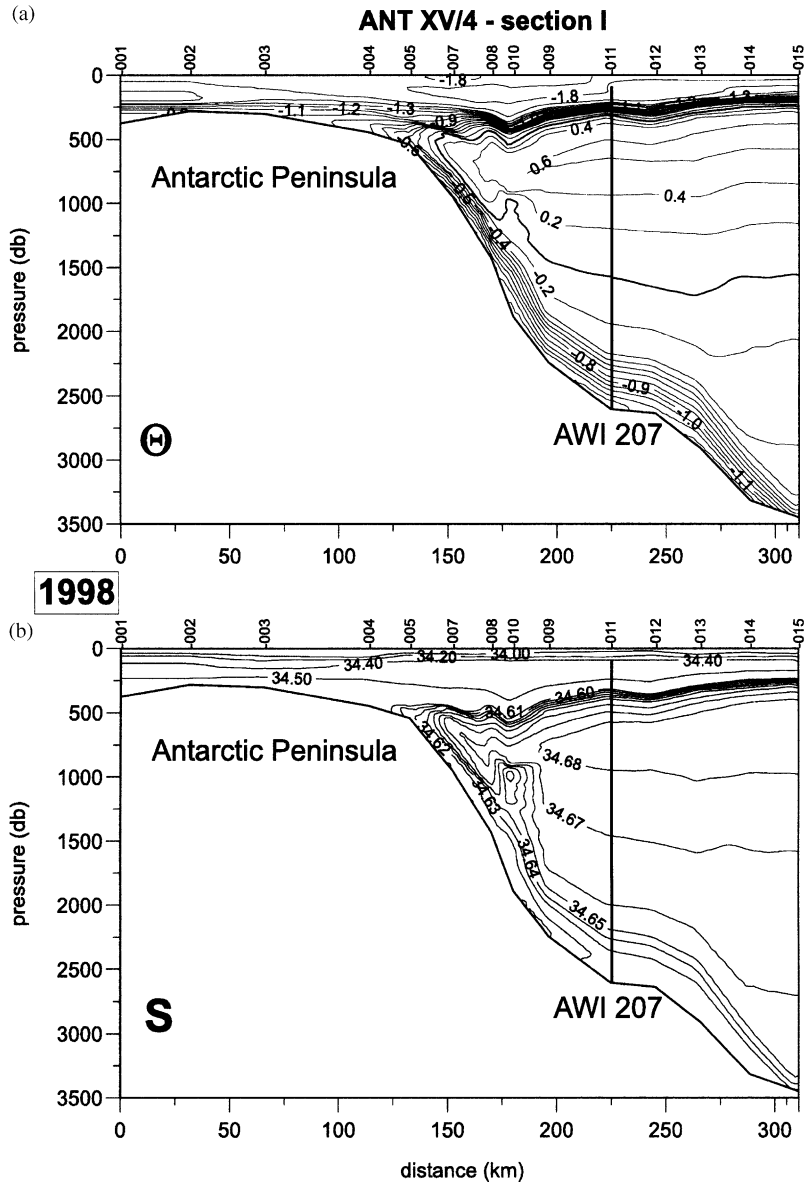 (a)
ANT XV/4 - section I
001 002 003 004 005 007 008 010 009 011 012 013 014 015
-1.8
-1.8
-1.1 -1.2 -1.3
-0.9
0.4
-0.6
0.6
Antarctic Peninsula
-0.5
0.4
0.2
-0.4
-0.2
-0.8
-0.9
-1.0
-1.1
AWI 207
Θ
0
500
1000
1500
2000
2500
3000
3500
pressure (db)
0 50 100 150 200 250 300
1998
(b)
001 002 003 004 005 007 008 010 009 011 012 013 014 015
34.20 34.00
34.40 34.40
34.50
34.60
34.61
34.62
Antarctic Peninsula
34.68
34.63
34.67
34.64
34.65
AWI 207
S
0
500
1000
1500
2000
2500
3000
3500
pressure (db)
0 50 100 150 200 250 300
distance (km)